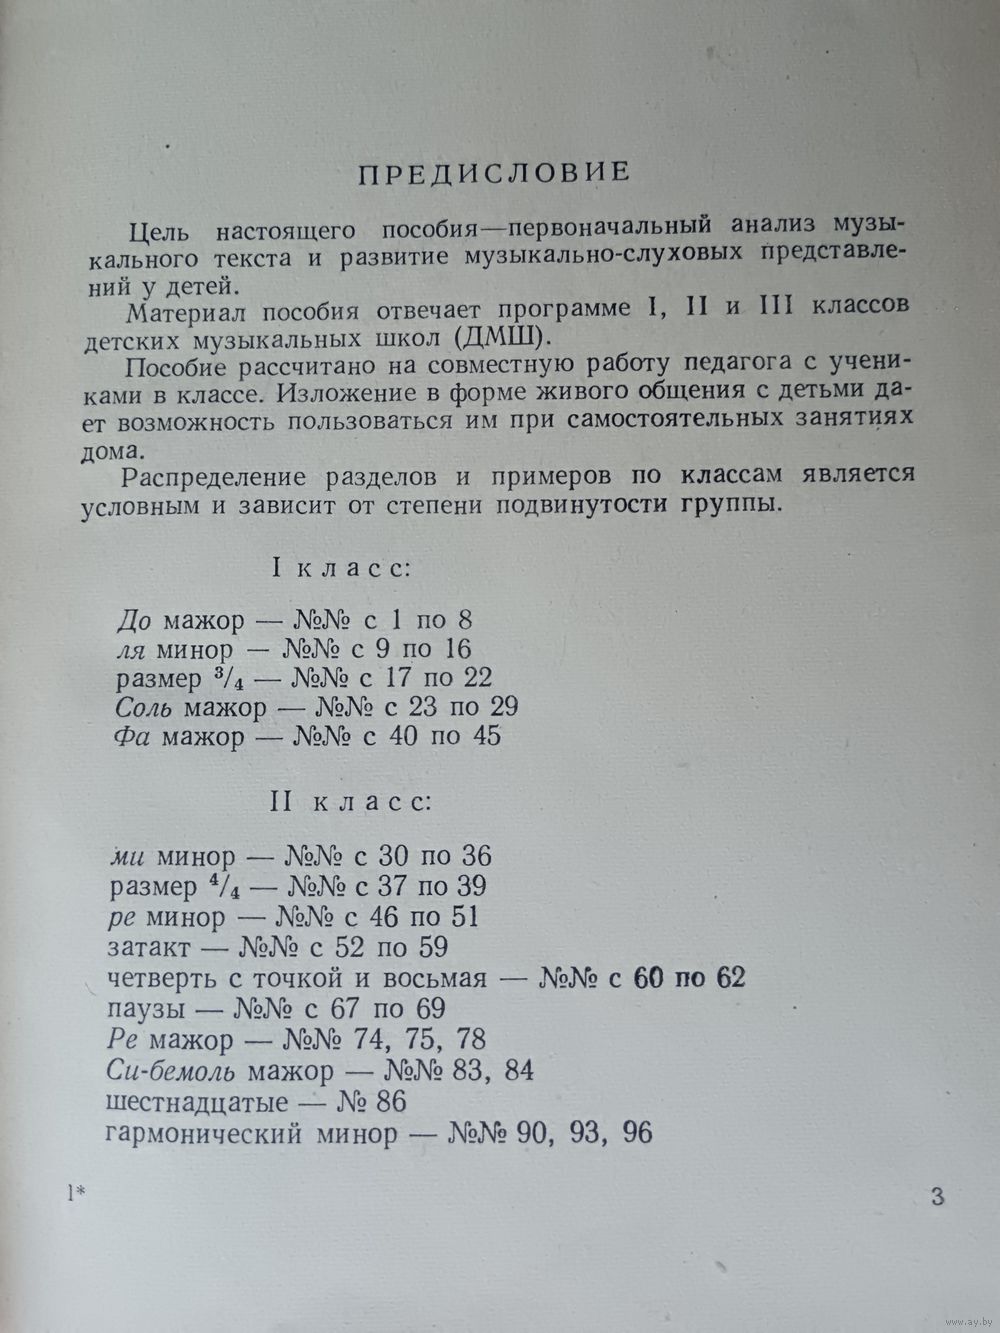 ПРЕДИСЛОВИЕ
Цель настоящего пособия—первоначальный анализ музы-
кального текста и развитие музыкально-слуховых представле-
ний у детей.
Материал пособия отвечает программе I, II и III классов
детских музыкальных школ (ДМШ).
Пособие рассчитано на совместную работу педагога с учени-
ками в классе. Изложение в форме живого общения с детьми да-
ет возможность пользоваться им при самостоятельных занятиях
дома.
Распределение разделов и примеров по классам является
условным и зависит от степени подвинутости группы.
I класс:
До мажор — №№ с 1 по 8
ля минор — №№ с 9 по 16
размер 3/4 — №№ с 17 по 22
Соль мажор — №№ с 23 по 29
Фа мажор — №№ с 40 по 45
II класс:
ми минор — №№ с 30 по 36
размер 4/4 — №№ с 37 по 39
ре минор — №№ с 46 по 51
затакт — №№ с 52 по 59
четверть с точкой и восьмая — №№ с 60 по 62
паузы — №№ с 67 по 69
Ре мажор — №№ 74, 75, 78
Си-бемоль мажор — №№ 83, 84
шестнадцатые — № 86
гармонический минор — №№ 90, 93, 96
1*
3
www.ay.by